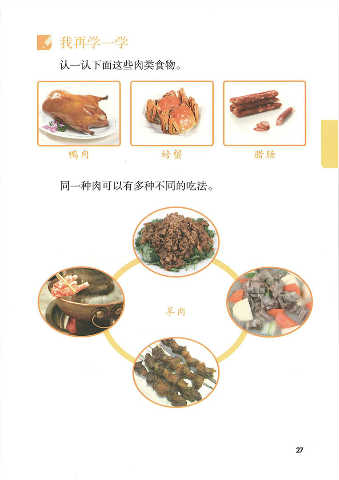 我再学一学
认一认下面这些肉类食物。
鸭肉 螃蟹 腊肠
同一种肉可以有多种不同的吃法。
羊肉
27